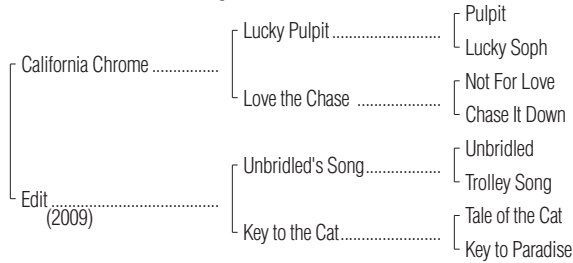 Pulpit
Lucky Pulpit
Lucky Soph
California Chrome
Not For Love
Love the Chase
Chase It Down
Unbridled
Unbridled's Song
Trolley Song
Edit
(2009)
Tale of the Cat
Key to the Cat
Key to Paradise